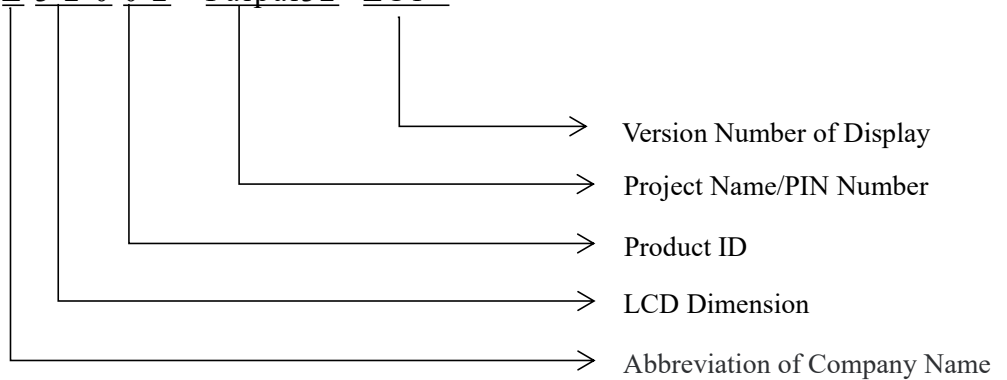 Version Number of Display
Project Name/PIN Number
Product ID
LCD Dimension
Abbreviation of Company Name